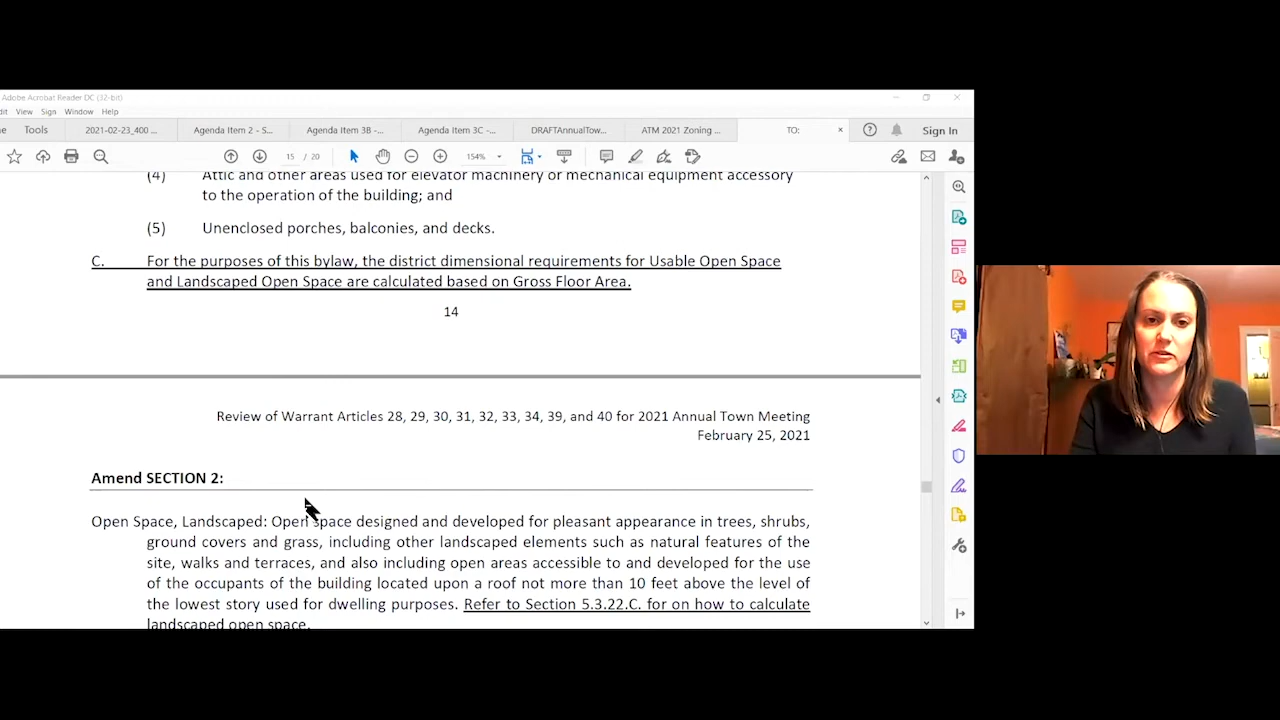 Adobe Acrobat Reader DC (32-bit)
dit View Sign Window Help
e Tools 2021-02-23_400 ... Agenda Item 2 - S... Agenda Item 3B -... Agenda Item 3C -... DRAFTAnnualTow... ATM 2021 Zoning ... TO: × Sign In
15 / 20 154%
(4) Attic and other areas used for elevator machinery or mechanical equipment accessory
to the operation of the building; and
(5) Unenclosed porches, balconies, and decks.
C. For the purposes of this bylaw, the district dimensional requirements for Usable Open Space
and Landscaped Open Space are calculated based on Gross Floor Area.
14
Review of Warrant Articles 28, 29, 30, 31, 32, 33, 34, 39, and 40 for 2021 Annual Town Meeting
February 25, 2021
Amend SECTION 2:
Open Space, Landscaped: Open space designed and developed for pleasant appearance in trees, shrubs,
ground covers and grass, including other landscaped elements such as natural features of the
site, walks and terraces, and also including open areas accessible to and developed for the use
of the occupants of the building located upon a roof not more than 10 feet above the level of
the lowest story used for dwelling purposes. Refer to Section 5.3.22.C. for on how to calculate
landscaped open space.